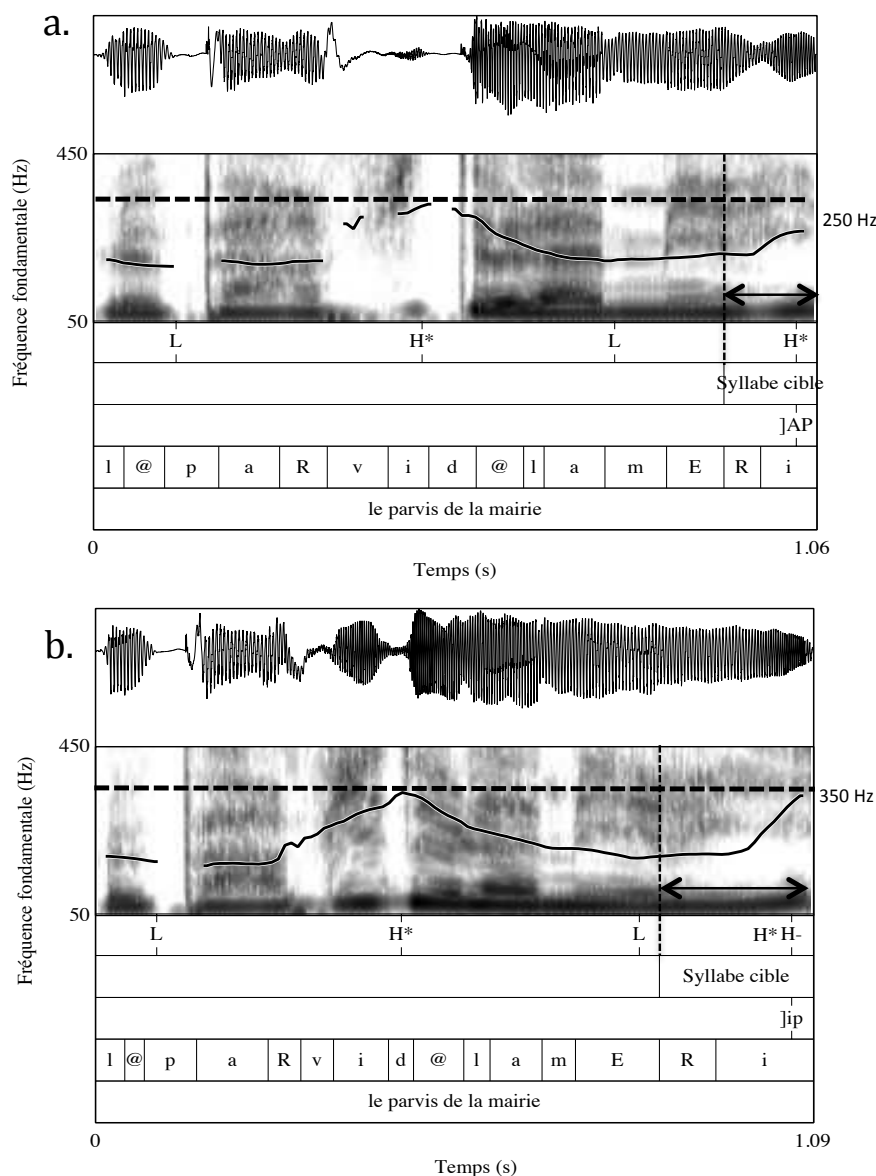 a.
450
Fréquence fondamentale (Hz)
250 Hz
50
L H* L H*
Syllabe cible
]AP
l @ p a R v i d @ l a m E R i
le parvis de la mairie
0 1.06
Temps (s)
b.
450
Fréquence fondamentale (Hz)
350 Hz
50
L H* L H* H-
Syllabe cible
]ip
l @ p a R v i d @ l a m E R i
le parvis de la mairie
0 1.09
Temps (s)